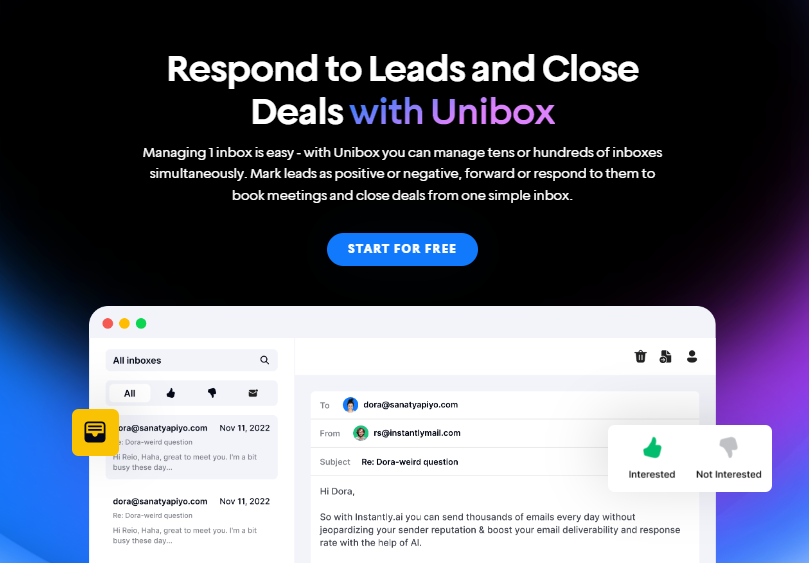 Respond to Leads and Close
Deals with Unibox
Managing 1 inbox is easy - with Unibox you can manage tens or hundreds of inboxes
simultaneously. Mark leads as positive or negative, forward or respond to them to
book meetings and close deals from one simple inbox.
START FOR FREE
All inboxes
All
dora@sanatyapiyo.com Nov 11, 2022
Re: Dora-weird question
Hi Reio, Haha, great to meet you. I'm a bit
busy these day...
dora@sanatyapiyo.com Nov 11, 2022
Re: Dora-weird question
Hi Reio, Haha, great to meet you. I'm a bit
busy these day...
To dora@sanatyapiyo.com
From rs@instantlymail.com
Subject Re: Dora-weird question
Interested Not Interested
Hi Dora,
So with Instantly.ai you can send thousands of emails every day without
jeopardizing your sender reputation & boost your email deliverability and response
rate with the help of AI.